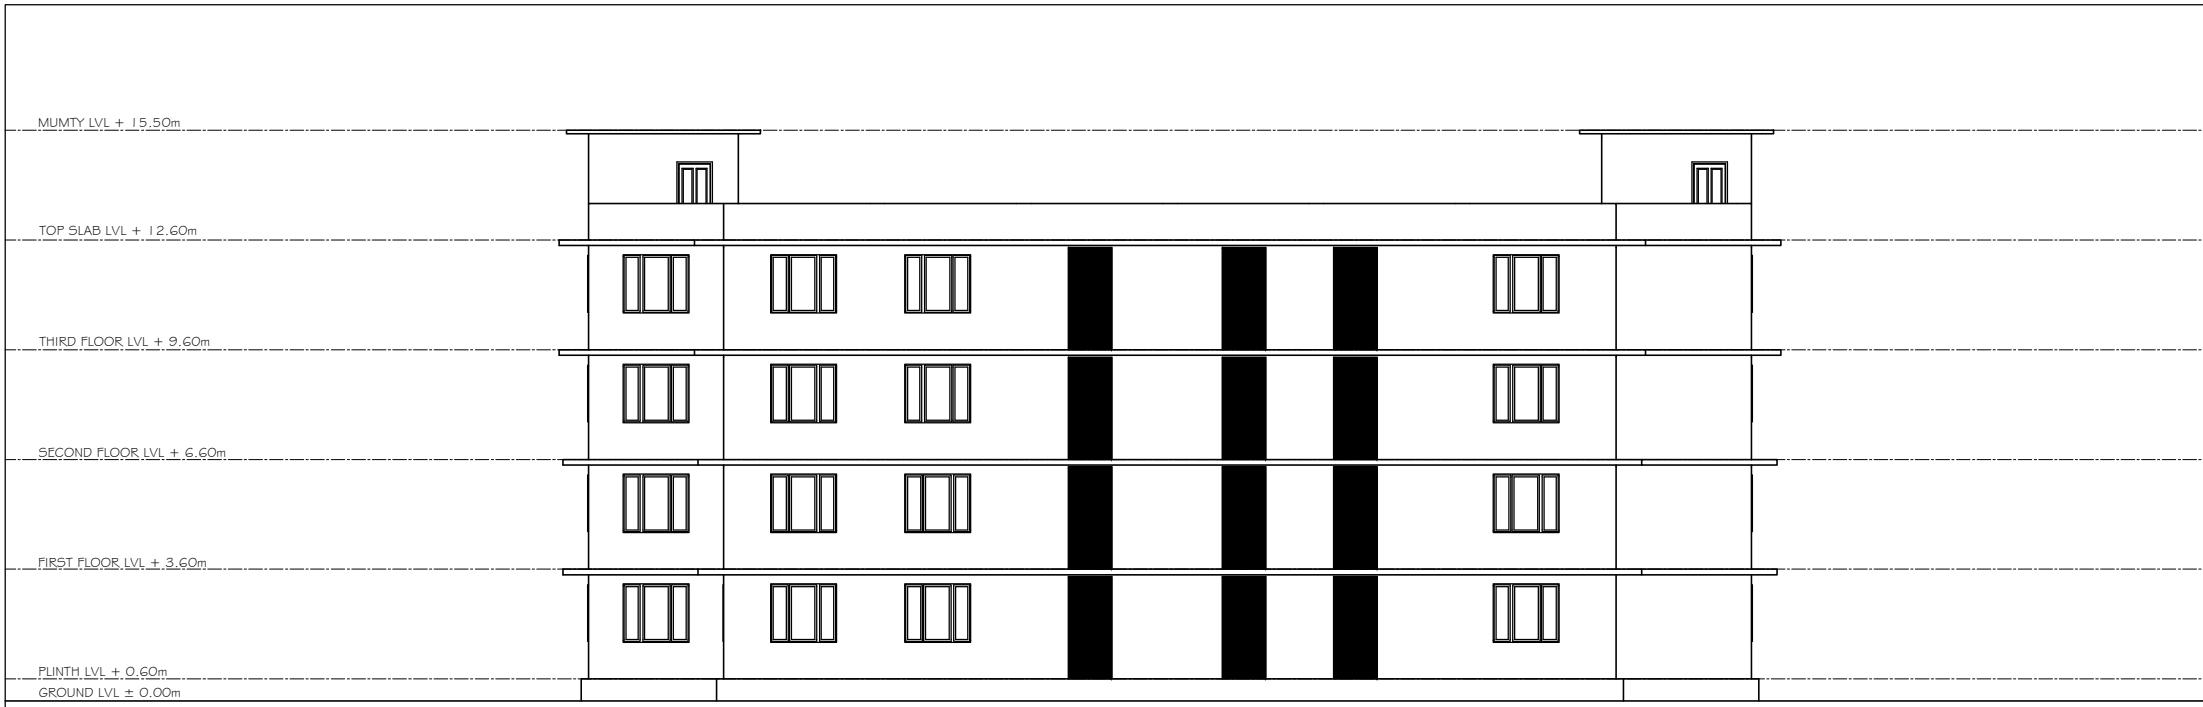 MUMTY LVL + 15.50m
TOP SLAB LVL + 12.60m
THIRD FLOOR LVL + 9.60m
SECOND FLOOR LVL + 6.60m
FIRST FLOOR LVL + 3.60m
PLINTH LVL + 0.60m
GROUND LVL ± 0.00m